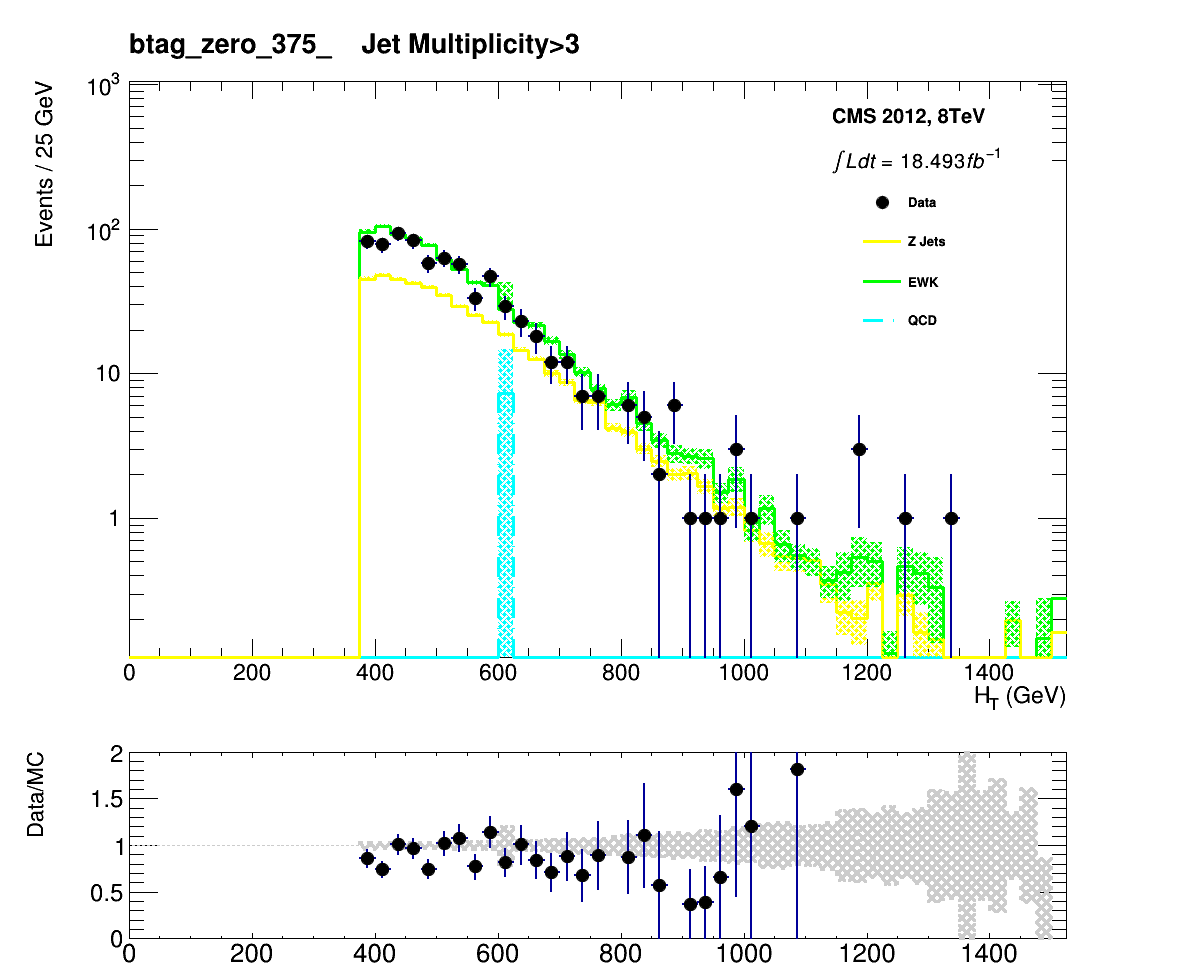 btag_zero_375_ Jet Multiplicity>3
Events / 25 GeV
10³
10²
10
1
CMS 2012, 8TeV
∫Ldt = 18.493fb⁻¹
Data
Z Jets
EWK
QCD
0 200 400 600 800 1000 1200 1400
H_T (GeV)
Data/MC
2
1.5
1
0.5
0
0 200 400 600 800 1000 1200 1400